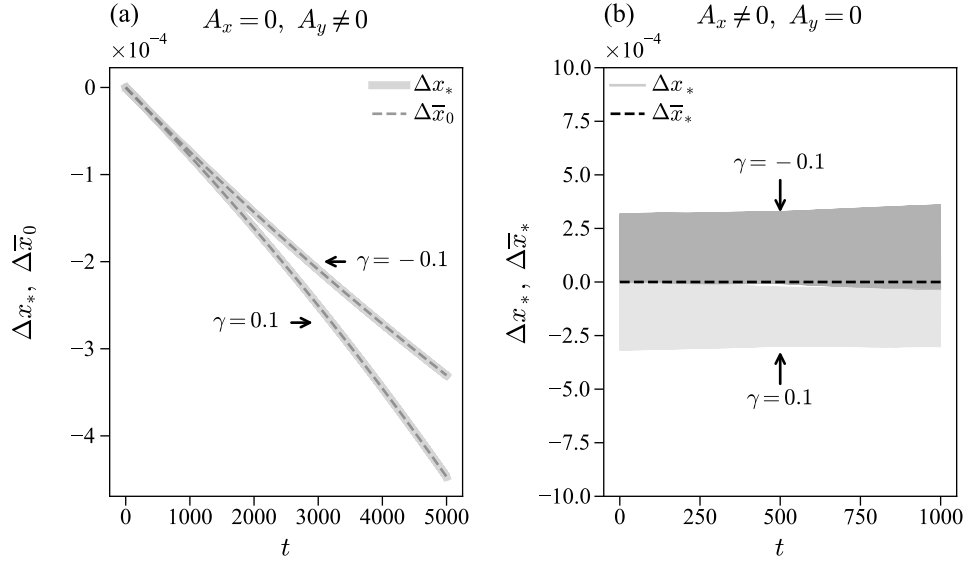 (a) A_x = 0, A_y ≠ 0
×10⁻⁴
Δx_*
Δx̅_0
0
−1
−2
−3
−4
γ = −0.1
γ = 0.1
0 1000 2000 3000 4000 5000
t
Δx_*, Δx̅_0
(b) A_x ≠ 0, A_y = 0
×10⁻⁴
Δx_*
Δx̅_*
10.0
7.5
5.0
2.5
0.0
−2.5
−5.0
−7.5
−10.0
γ = −0.1
γ = 0.1
0 250 500 750 1000
t
Δx_*, Δx̅_*